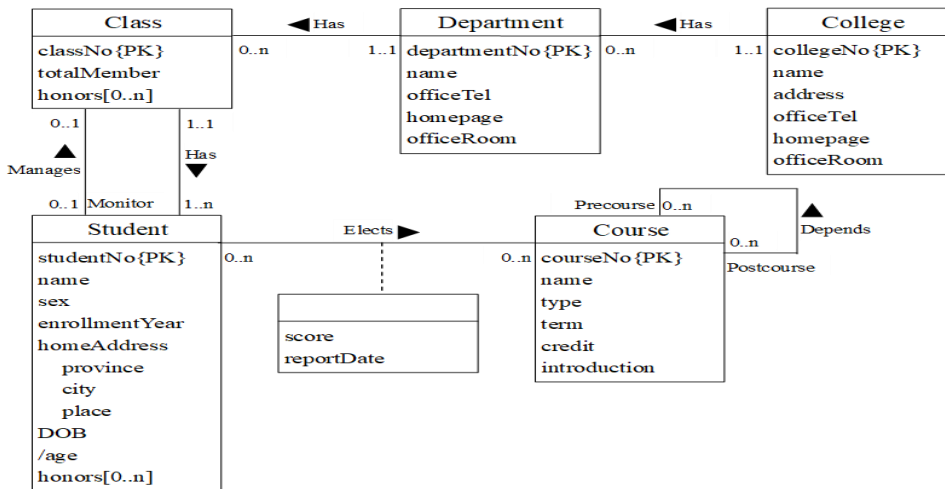 Class
classNo{PK}
totalMember
honors[0..n]
Has
0..n
1..1
Department
departmentNo{PK}
name
officeTel
homepage
officeRoom
Has
0..n
1..1
College
collegeNo{PK}
name
address
officeTel
homepage
officeRoom
0..1
1..1
Manages
Has
0..1
Monitor
1..n
Student
studentNo{PK}
name
sex
enrollmentYear
homeAddress
province
city
place
DOB
/age
honors[0..n]
Elects
0..n
0..n
score
reportDate
Course
courseNo{PK}
name
type
term
credit
introduction
Precourse
0..n
Depends
0..n
Postcourse